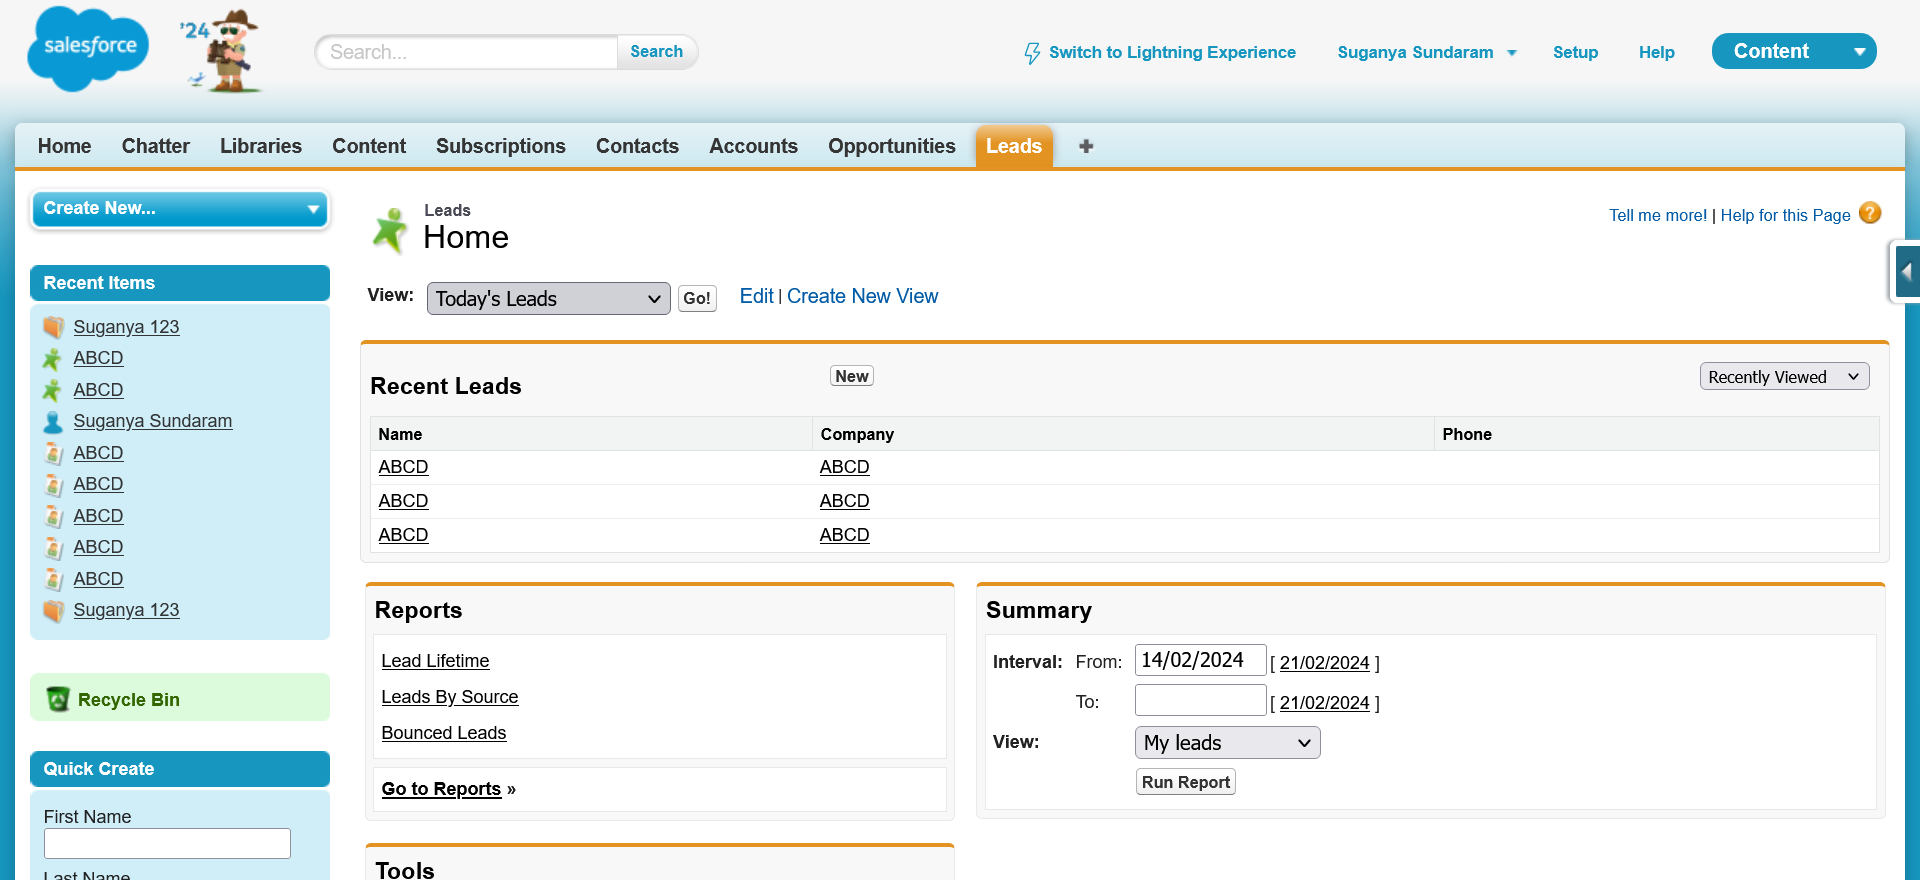 salesforce
'24
Search...
Search
Switch to Lightning Experience
Suganya Sundaram
Setup
Help
Content
Home
Chatter
Libraries
Content
Subscriptions
Contacts
Accounts
Opportunities
Leads
Create New...
Recent Items
Suganya 123
ABCD
ABCD
Suganya Sundaram
ABCD
ABCD
ABCD
ABCD
ABCD
Suganya 123
Recycle Bin
Quick Create
First Name
Last Name
Leads
Home
Tell me more! | Help for this Page
View: Today's Leads Go! Edit | Create New View
Recent Leads
New
Recently Viewed
Name Company Phone
ABCD ABCD
ABCD ABCD
ABCD ABCD
Reports
Lead Lifetime
Leads By Source
Bounced Leads
Go to Reports »
Summary
Interval: From: 14/02/2024 [ 21/02/2024 ]
To: [ 21/02/2024 ]
View: My leads
Run Report
Tools